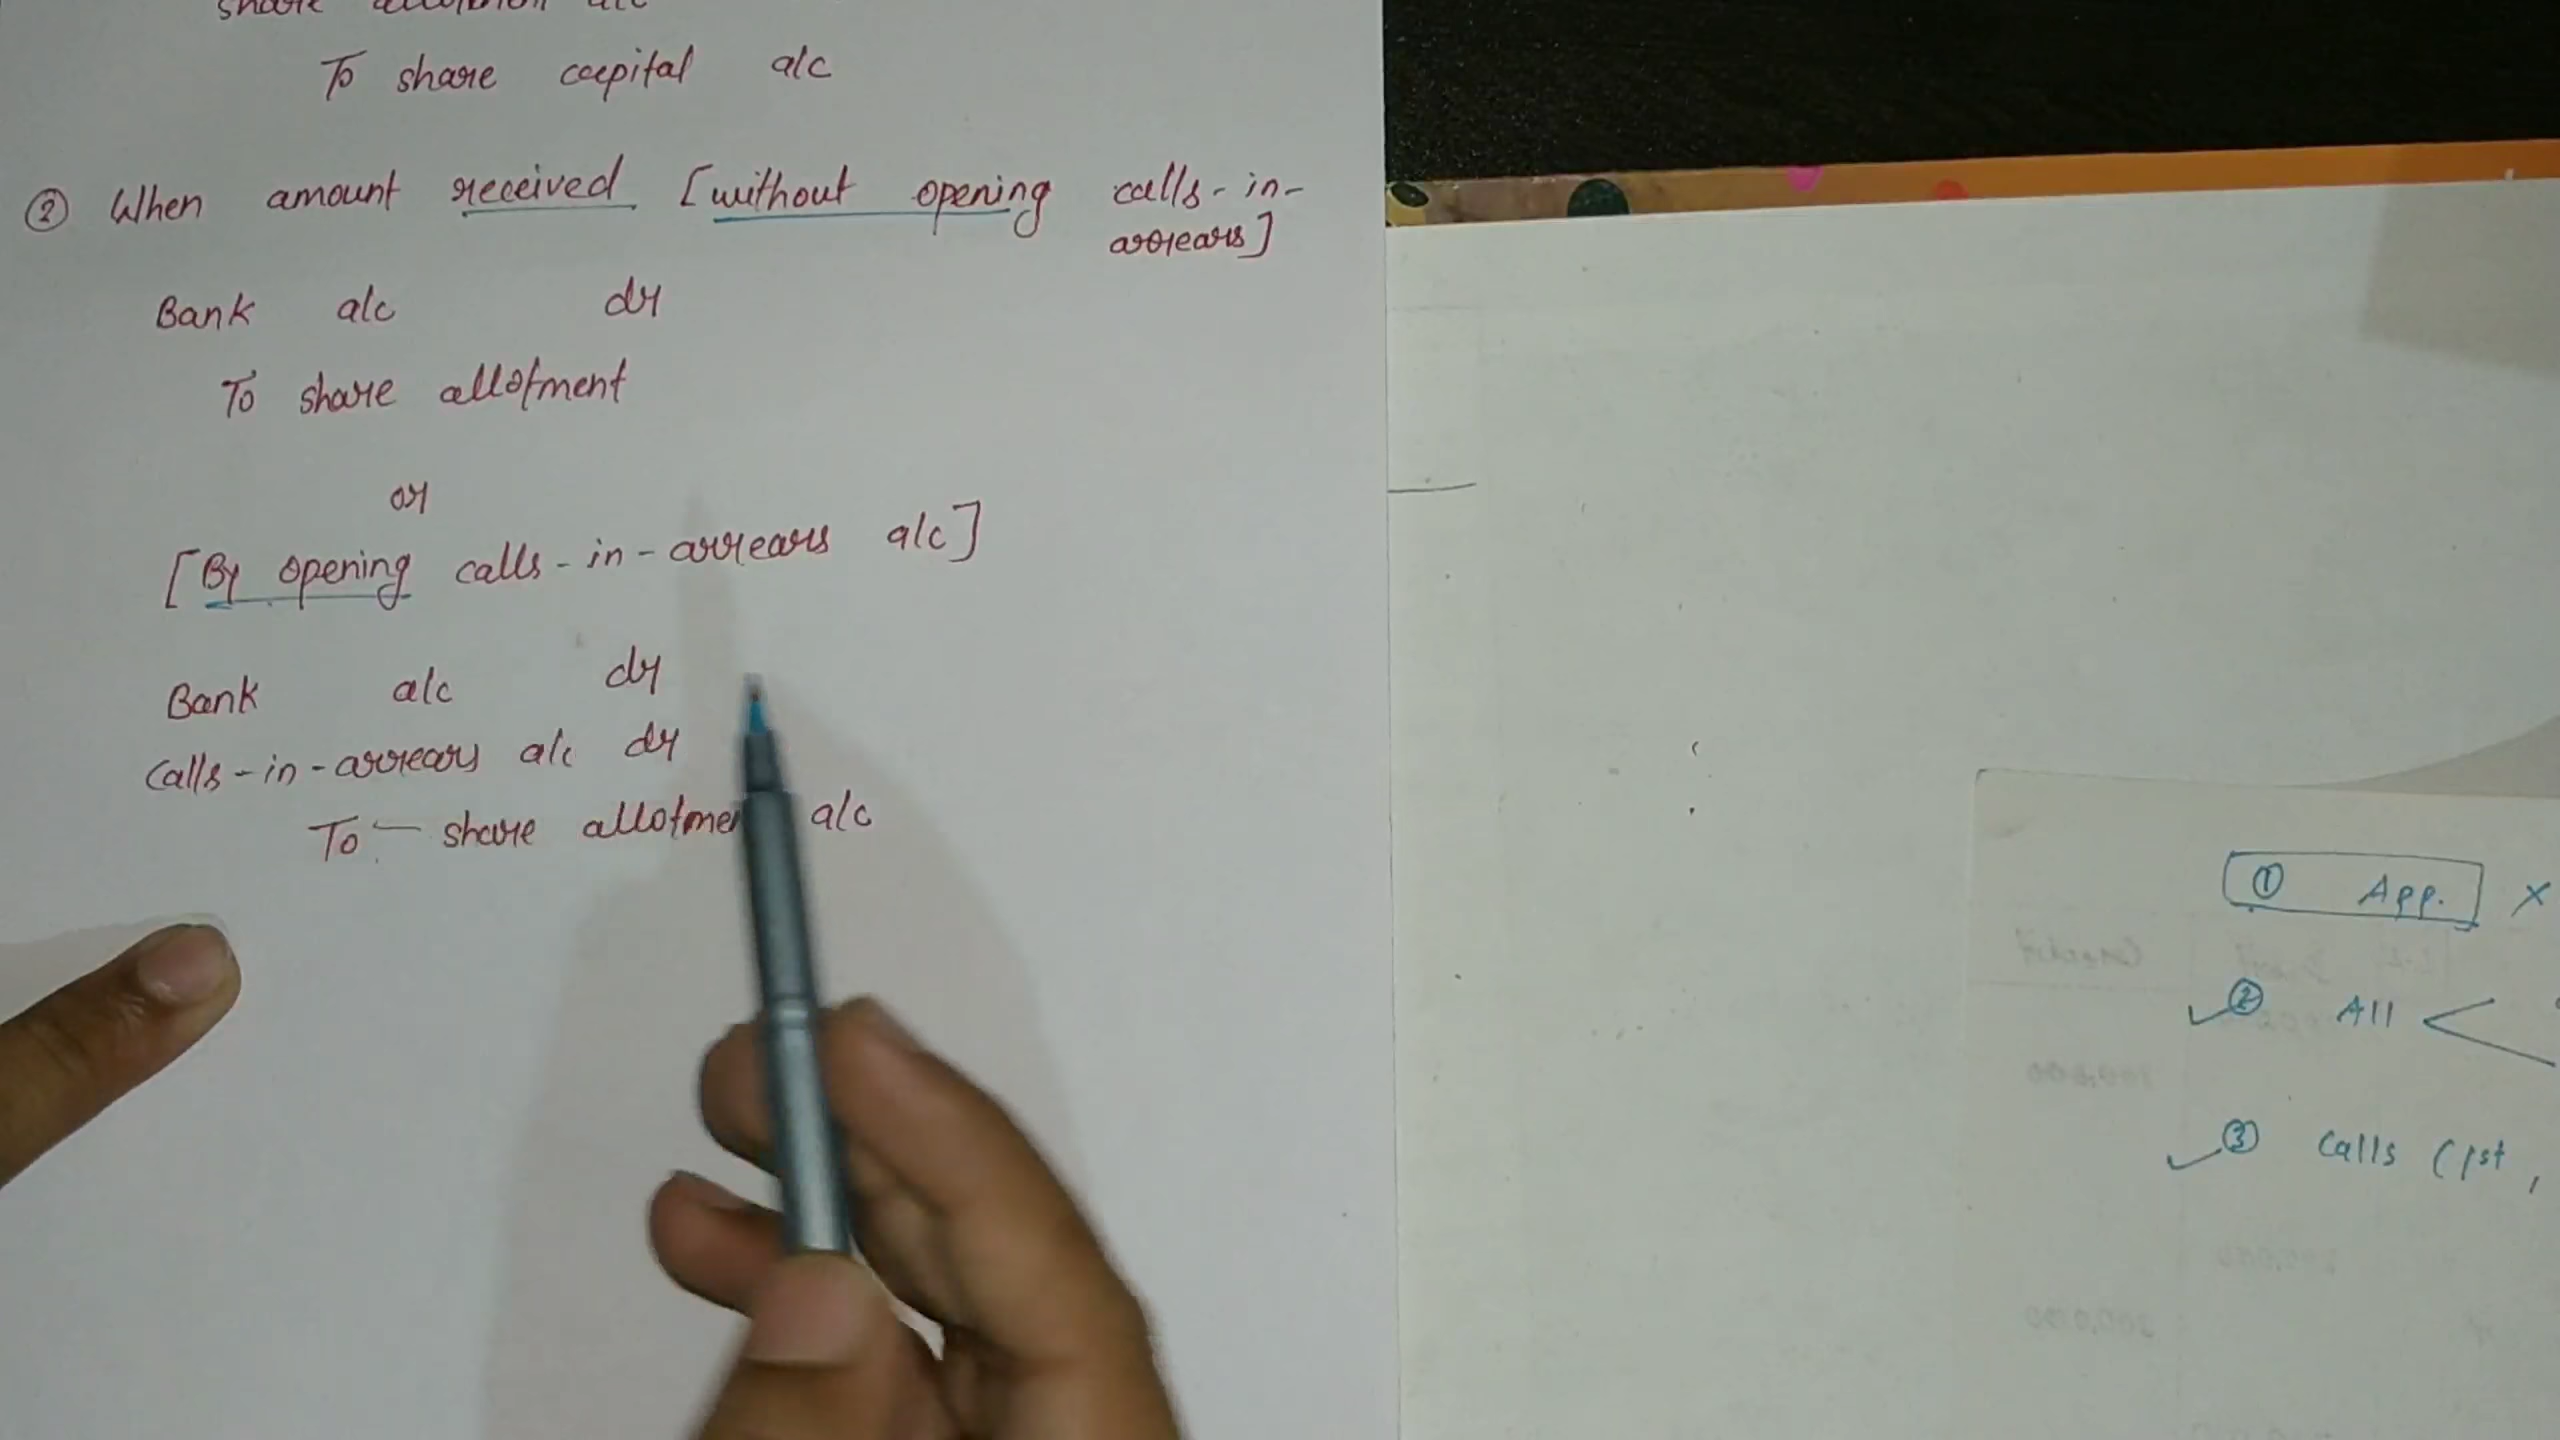 To share capital a/c
② When amount received [without opening calls-in-
arrears]
Bank a/c dr
To share allotment
or
[By opening calls-in-arrears a/c]
Bank a/c dr
Calls-in-arrears a/c dr
To share allotment a/c
① App. ×
② All
③ Calls (1st,